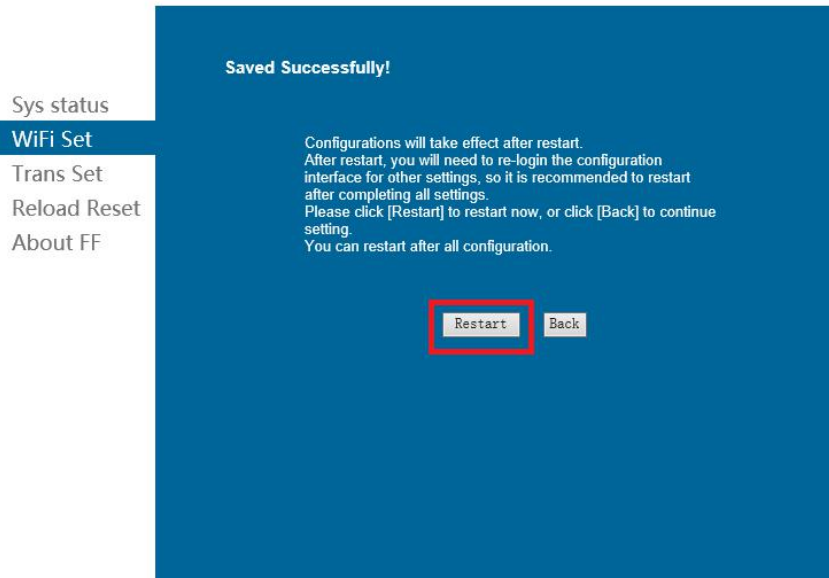 Saved Successfully!
Sys status
WiFi Set
Trans Set
Reload Reset
About FF
Configurations will take effect after restart.
After restart, you will need to re-login the configuration
interface for other settings, so it is recommended to restart
after completing all settings.
Please click [Restart] to restart now, or click [Back] to continue
setting.
You can restart after all configuration.
Restart
Back